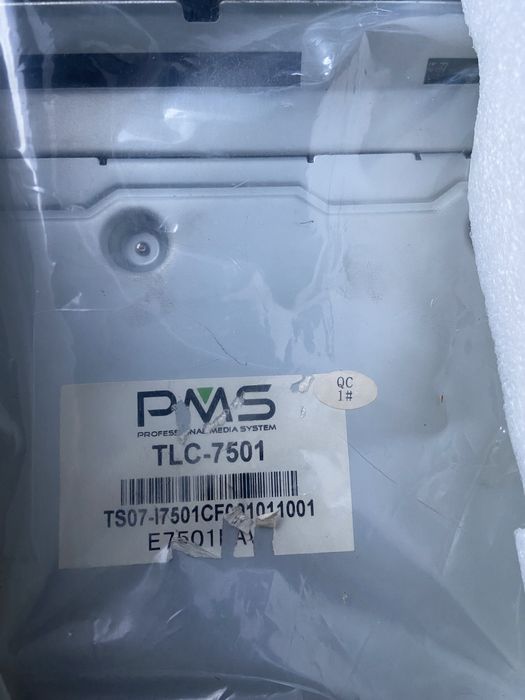 QC
1#
PMS
PROFESSIONAL MEDIA SYSTEM
TLC-7501